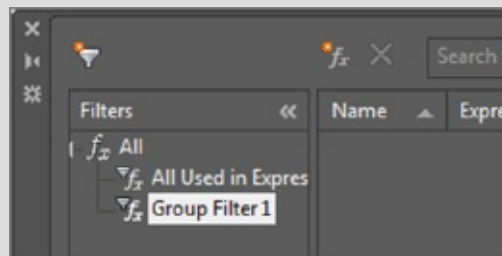 Search
Filters
Name
Expre
All
All Used in Expres
Group Filter 1